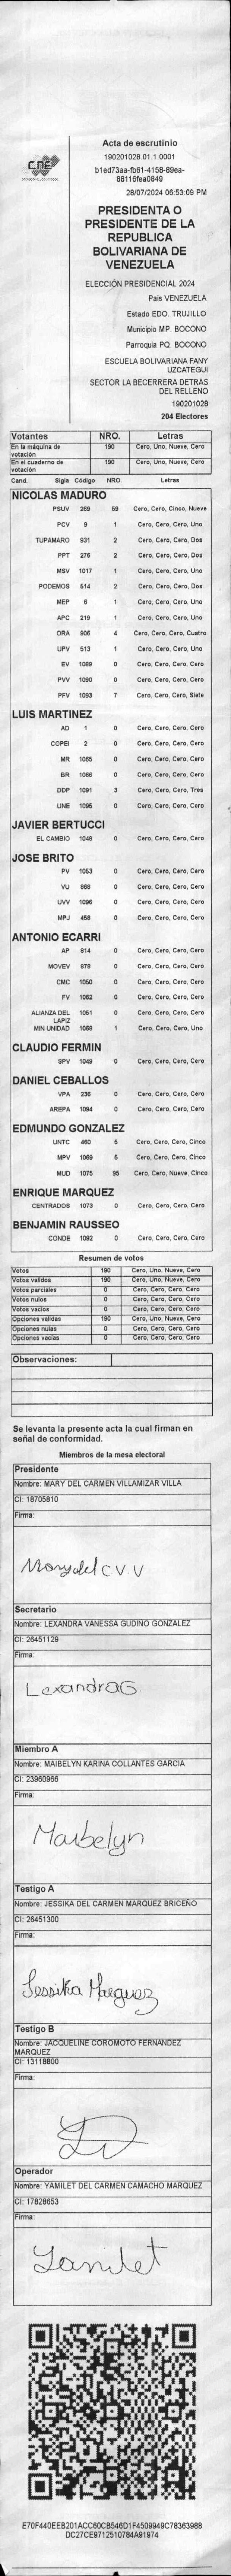 CNE
Acta de escrutinio
190201028.01.1.0001
b1ed73aa-fb61-4158-89ea-
88116fea0849
28/07/2024 06:53:09 PM
PRESIDENTA O
PRESIDENTE DE LA
REPUBLICA
BOLIVARIANA DE
VENEZUELA
ELECCIÓN PRESIDENCIAL 2024
Pais VENEZUELA
Estado EDO. TRUJILLO
Municipio MP. BOCONO
Parroquia PQ. BOCONO
ESCUELA BOLIVARIANA FANY
UZCATEGUI
SECTOR LA BECERRERA DETRAS
DEL RELLENO
190201028
204 Electores
Votantes NRO. Letras
En la máquina de votación 190 Cero, Uno, Nueve, Cero
En el cuaderno de votación 190 Cero, Uno, Nueve, Cero
Cand. Sigla Código NRO. Letras
NICOLAS MADURO
PSUV 269 59 Cero, Cero, Cinco, Nueve
PCV 9 1 Cero, Cero, Cero, Uno
TUPAMARO 931 2 Cero, Cero, Cero, Dos
PPT 276 2 Cero, Cero, Cero, Dos
MSV 1017 1 Cero, Cero, Cero, Uno
PODEMOS 514 2 Cero, Cero, Cero, Dos
MEP 6 1 Cero, Cero, Cero, Uno
APC 219 1 Cero, Cero, Cero, Uno
ORA 906 4 Cero, Cero, Cero, Cuatro
UPV 513 1 Cero, Cero, Cero, Uno
EV 1089 0 Cero, Cero, Cero, Cero
PVV 1090 0 Cero, Cero, Cero, Cero
PFV 1093 7 Cero, Cero, Cero, Siete
LUIS MARTINEZ
AD 1 0 Cero, Cero, Cero, Cero
COPEI 2 0 Cero, Cero, Cero, Cero
MR 1065 0 Cero, Cero, Cero, Cero
BR 1066 0 Cero, Cero, Cero, Cero
DDP 1091 3 Cero, Cero, Cero, Tres
UNE 1095 0 Cero, Cero, Cero, Cero
JAVIER BERTUCCI
EL CAMBIO 1048 0 Cero, Cero, Cero, Cero
JOSE BRITO
PV 1053 0 Cero, Cero, Cero, Cero
VU 868 0 Cero, Cero, Cero, Cero
UVV 1096 0 Cero, Cero, Cero, Cero
MPJ 458 0 Cero, Cero, Cero, Cero
ANTONIO ECARRI
AP 814 0 Cero, Cero, Cero, Cero
MOVEV 879 0 Cero, Cero, Cero, Cero
CMC 1050 0 Cero, Cero, Cero, Cero
FV 1062 0 Cero, Cero, Cero, Cero
ALIANZA DEL LAPIZ 1051 0 Cero, Cero, Cero, Cero
MIN UNIDAD 1058 1 Cero, Cero, Cero, Uno
CLAUDIO FERMIN
SPV 1049 0 Cero, Cero, Cero, Cero
DANIEL CEBALLOS
VPA 236 0 Cero, Cero, Cero, Cero
AREPA 1094 0 Cero, Cero, Cero, Cero
EDMUNDO GONZALEZ
UNTC 460 5 Cero, Cero, Cero, Cinco
MPV 1069 5 Cero, Cero, Cero, Cinco
MUD 1075 95 Cero, Cero, Nueve, Cinco
ENRIQUE MARQUEZ
CENTRADOS 1073 0 Cero, Cero, Cero, Cero
BENJAMIN RAUSSEO
CONDE 1092 0 Cero, Cero, Cero, Cero
Resumen de votos
Votos 190 Cero, Uno, Nueve, Cero
Votos validos 190 Cero, Uno, Nueve, Cero
Votos parciales 0 Cero, Cero, Cero, Cero
Votos nulos 0 Cero, Cero, Cero, Cero
Votos vacios 0 Cero, Cero, Cero, Cero
Opciones validas 190 Cero, Uno, Nueve, Cero
Opciones nulas 0 Cero, Cero, Cero, Cero
Opciones vacias 0 Cero, Cero, Cero, Cero
Observaciones:
Se levanta la presente acta la cual firman en
señal de conformidad.
Miembros de la mesa electoral
Presidente
Nombre: MARY DEL CARMEN VILLAMIZAR VILLA
CI: 18705810
Firma:
Marydel C V V
Secretario
Nombre: LEXANDRA VANESSA GUDIÑO GONZALEZ
CI: 26451129
Firma:
LexandraG
Miembro A
Nombre: MAIBELYN KARINA COLLANTES GARCIA
CI: 23960966
Firma:
Maibelyn
Testigo A
Nombre: JESSIKA DEL CARMEN MARQUEZ BRICEÑO
CI: 26451300
Firma:
Jessika Marquez
Testigo B
Nombre: JACQUELINE COROMOTO FERNANDEZ
MARQUEZ
CI: 13118800
Firma:
Operador
Nombre: YAMILET DEL CARMEN CAMACHO MARQUEZ
CI: 17828653
Firma:
Yamilet
E70F440EEB201ACC60CB546D1F4509949C78363988
DC27CE9712510784A91974